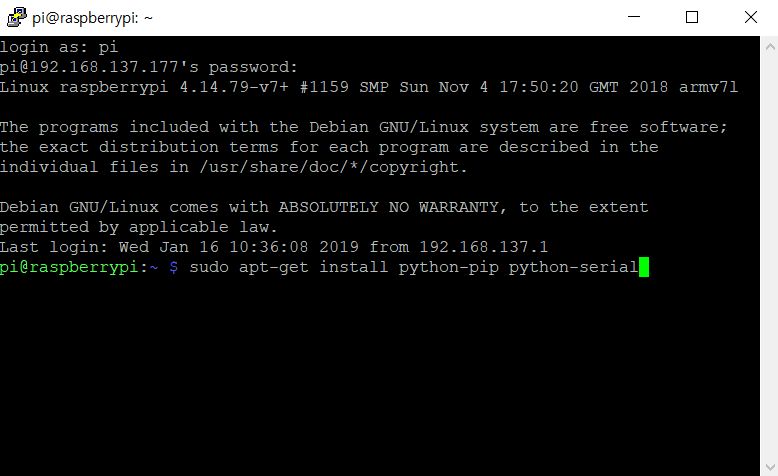 pi@raspberrypi: ~
login as: pi
pi@192.168.137.177's password:
Linux raspberrypi 4.14.79-v7+ #1159 SMP Sun Nov 4 17:50:20 GMT 2018 armv7l
The programs included with the Debian GNU/Linux system are free software;
the exact distribution terms for each program are described in the
individual files in /usr/share/doc/*/copyright.
Debian GNU/Linux comes with ABSOLUTELY NO WARRANTY, to the extent
permitted by applicable law.
Last login: Wed Jan 16 10:36:08 2019 from 192.168.137.1
pi@raspberrypi:~ $ sudo apt-get install python-pip python-serial